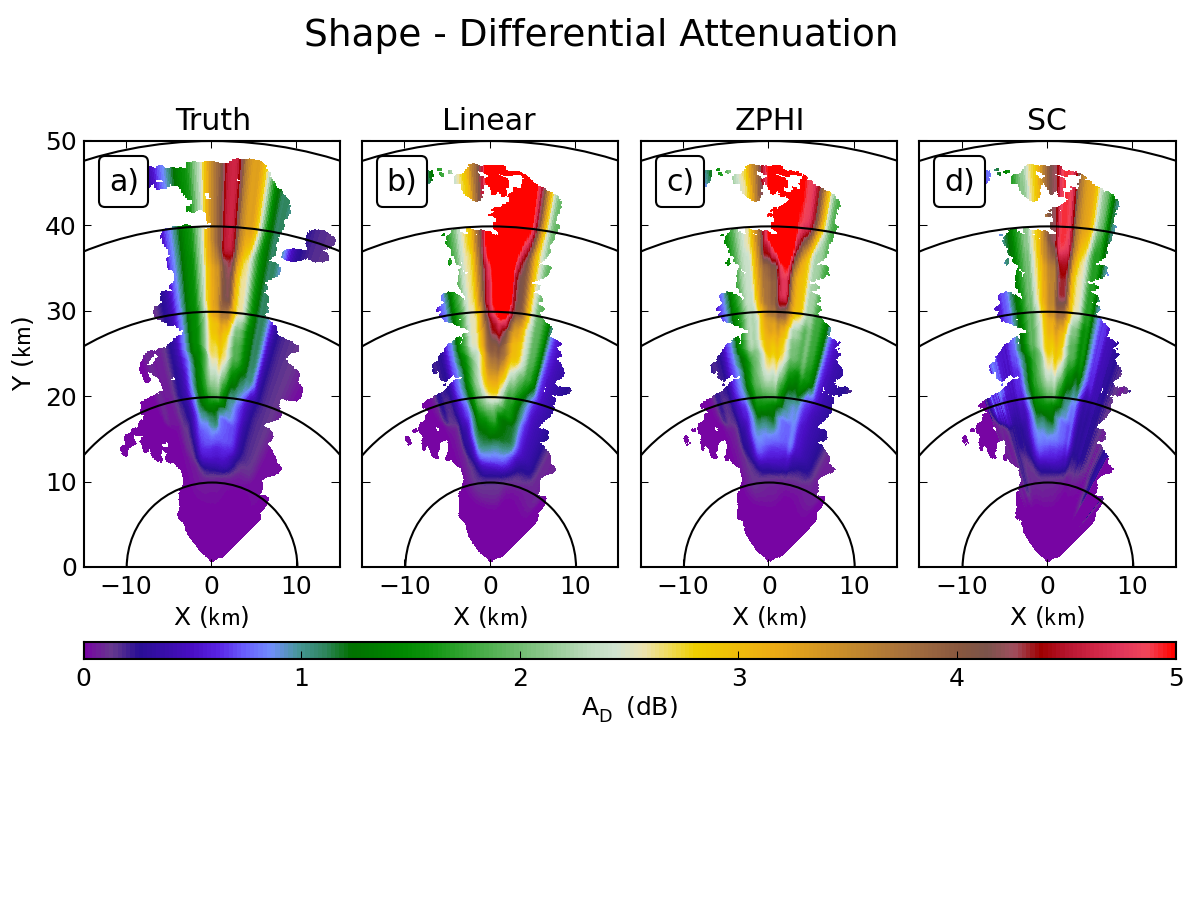 Shape - Differential Attenuation
Truth Linear ZPHI SC
a) b) c) d)
50
40
30
20
10
0
Y (km)
−10 0 10 −10 0 10 −10 0 10 −10 0 10
X (km) X (km) X (km) X (km)
0 1 2 3 4 5
A_D (dB)